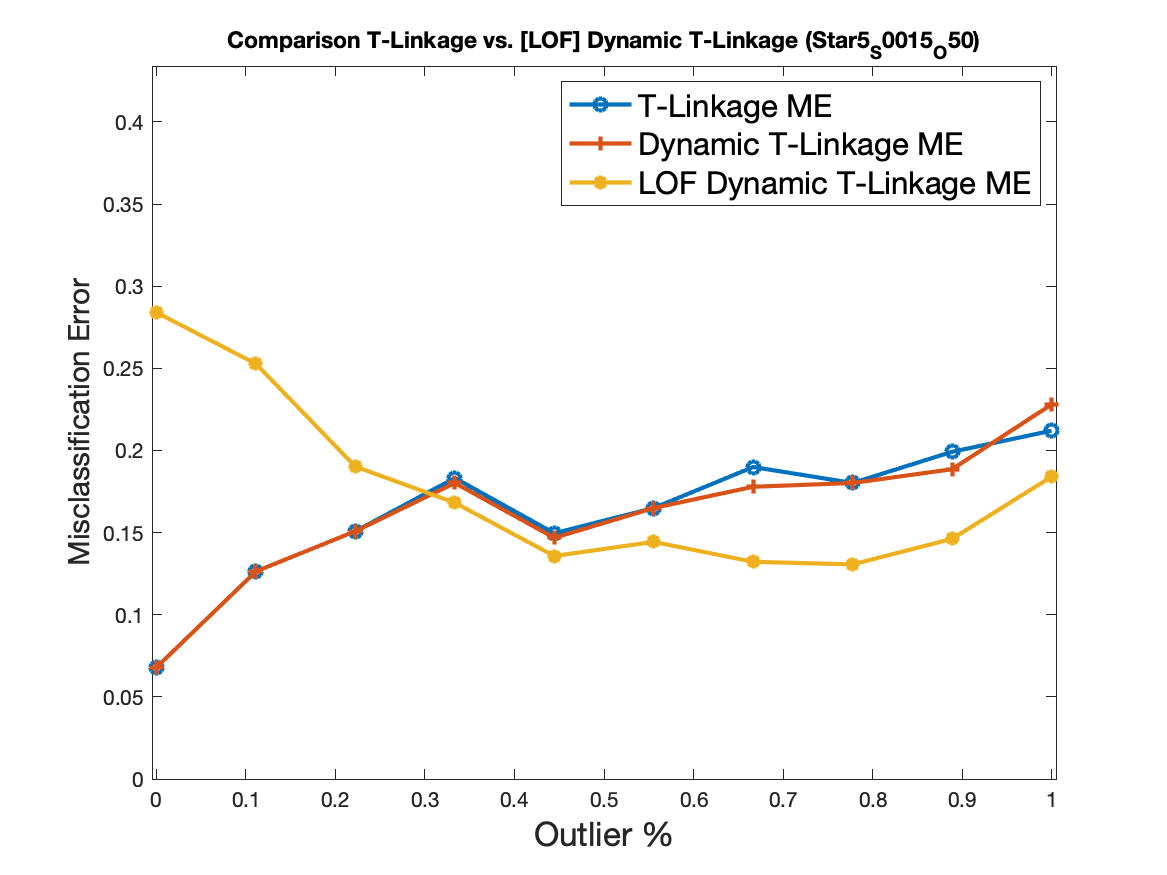 Comparison T-Linkage vs. [LOF] Dynamic T-Linkage (Star5S0015O50)
T-Linkage ME
Dynamic T-Linkage ME
LOF Dynamic T-Linkage ME
Misclassification Error
0.4
0.35
0.3
0.25
0.2
0.15
0.1
0.05
0
0 0.1 0.2 0.3 0.4 0.5 0.6 0.7 0.8 0.9 1
Outlier %